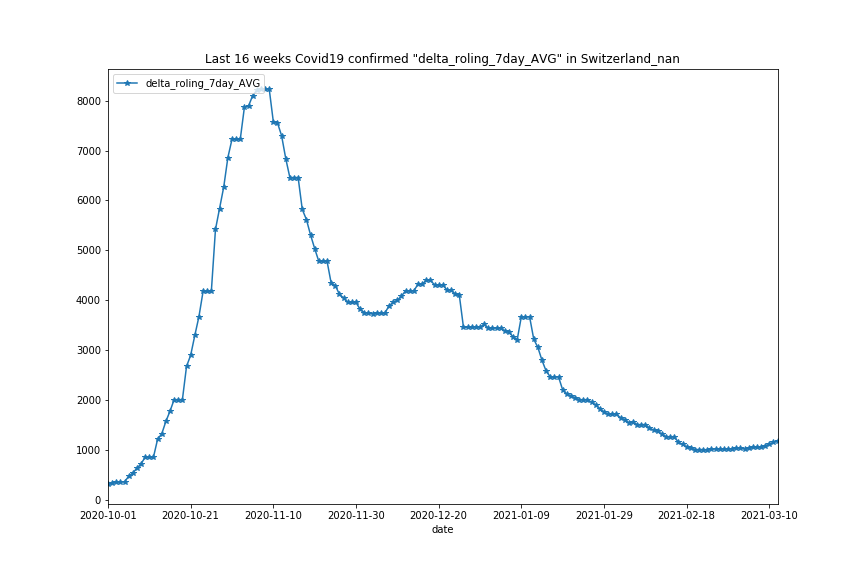 Last 16 weeks Covid19 confirmed "delta_roling_7day_AVG" in Switzerland_nan
delta_roling_7day_AVG
8000
7000
6000
5000
4000
3000
2000
1000
0
2020-10-01 2020-10-21 2020-11-10 2020-11-30 2020-12-20 2021-01-09 2021-01-29 2021-02-18 2021-03-10
date